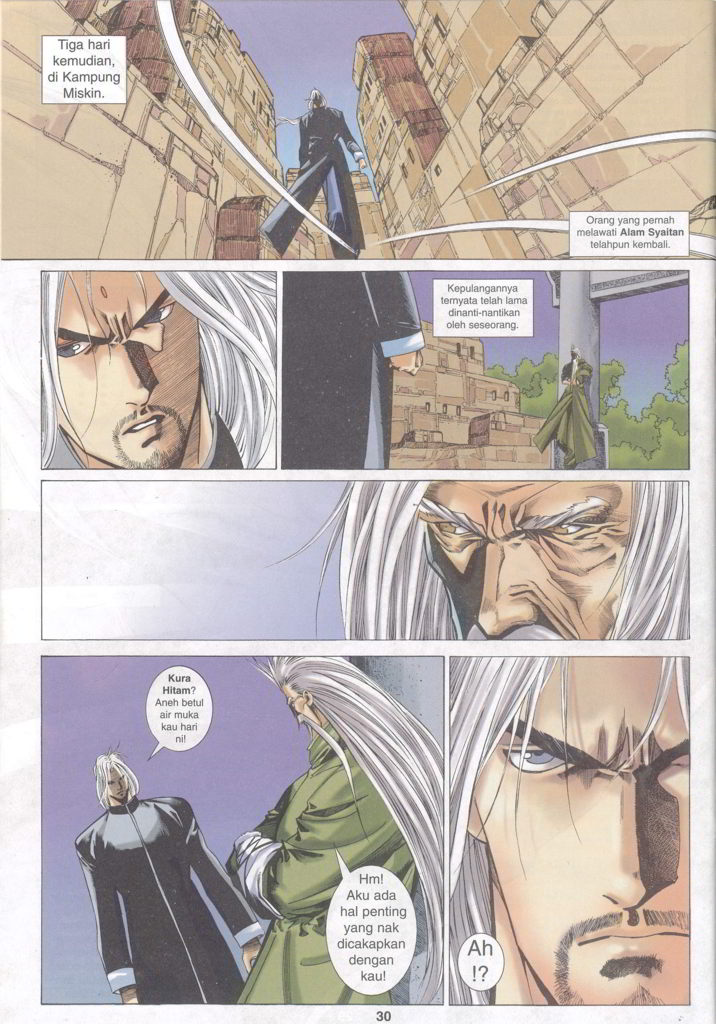 Tiga hari
kemudian,
di Kampung
Miskin.
Orang yang pernah
melawati Alam Syaitan
telahpun kembali.
Kepulangannya
ternyata telah lama
dinanti-nantikan
oleh seseorang.
Kura
Hitam?
Aneh betul
air muka
kau hari
ni!
Hm!
Aku ada
hal penting
yang nak
dicakapkan
dengan
kau!
Ah
!?
30